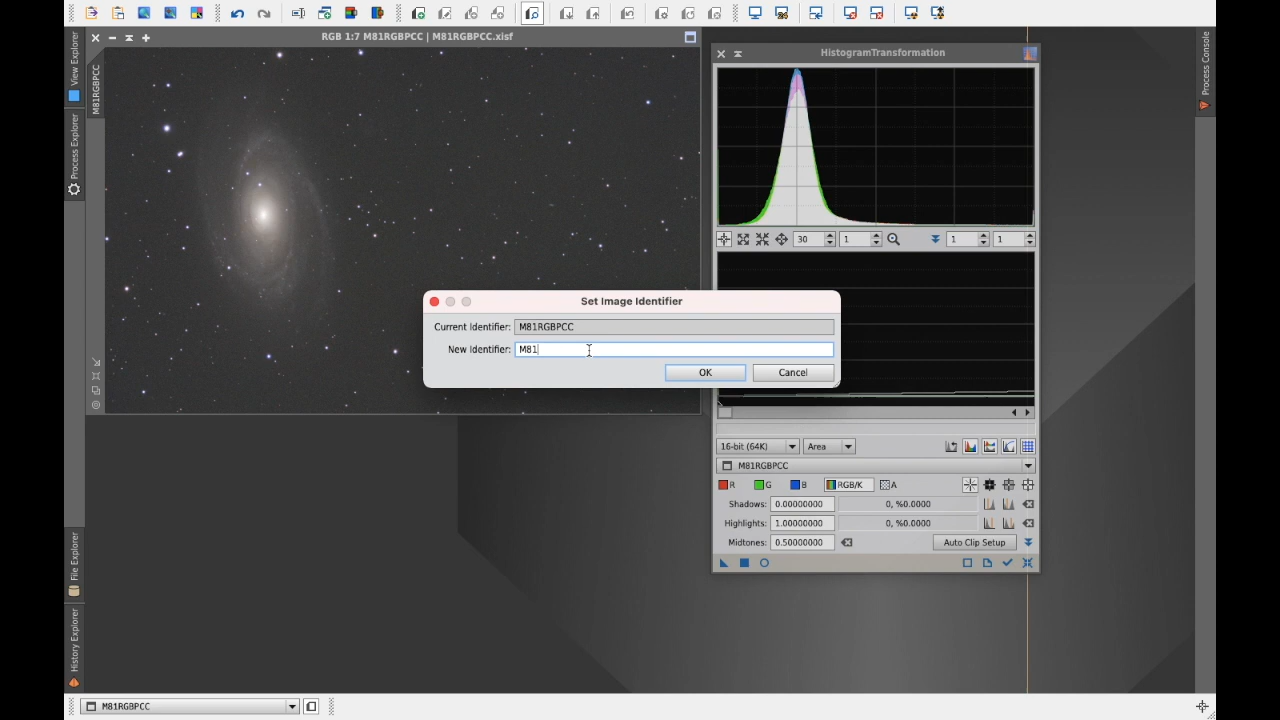 RGB 1:7 M81RGBPCC | M81RGBPCC.xisf
View Explorer
Process Explorer
File Explorer
History Explorer
M81RGBPCC
HistogramTransformation
Process Console
30
1
1
1
Set Image Identifier
Current Identifier: M81RGBPCC
New Identifier: M81
OK
Cancel
16-bit (64K)
Area
M81RGBPCC
R
G
B
RGB/K
A
Shadows: 0.00000000 0, %0.0000
Highlights: 1.00000000 0, %0.0000
Midtones: 0.50000000 Auto Clip Setup
M81RGBPCC